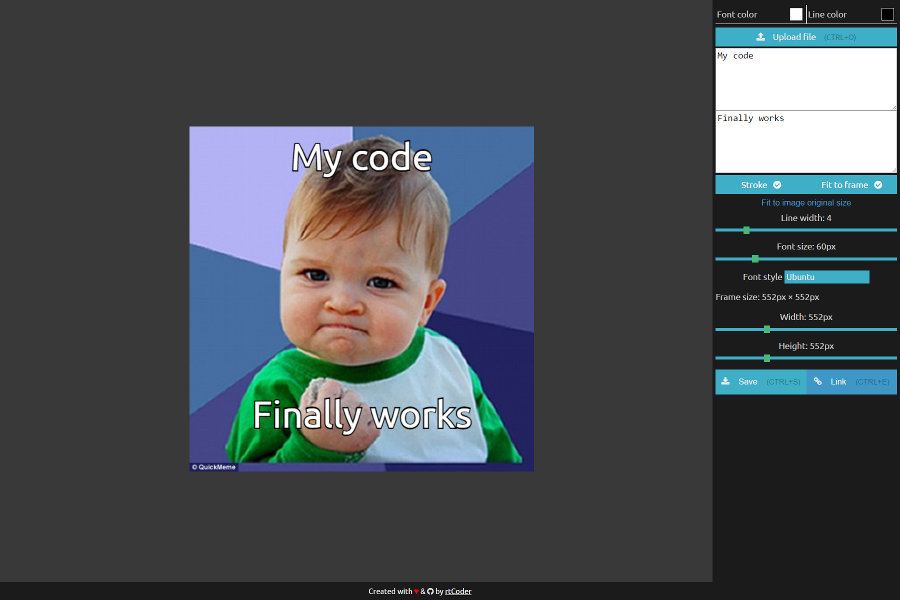 Font color
Line color
Upload file (CTRL+O)
My code
Finally works
Stroke
Fit to frame
Fit to image original size
Line width: 4
Font size: 60px
Font style Ubuntu
Frame size: 552px × 552px
Width: 552px
Height: 552px
Save (CTRL+S)
Link (CTRL+E)
My code
Finally works
© QuickMeme
Created with ♥ & by rtCoder